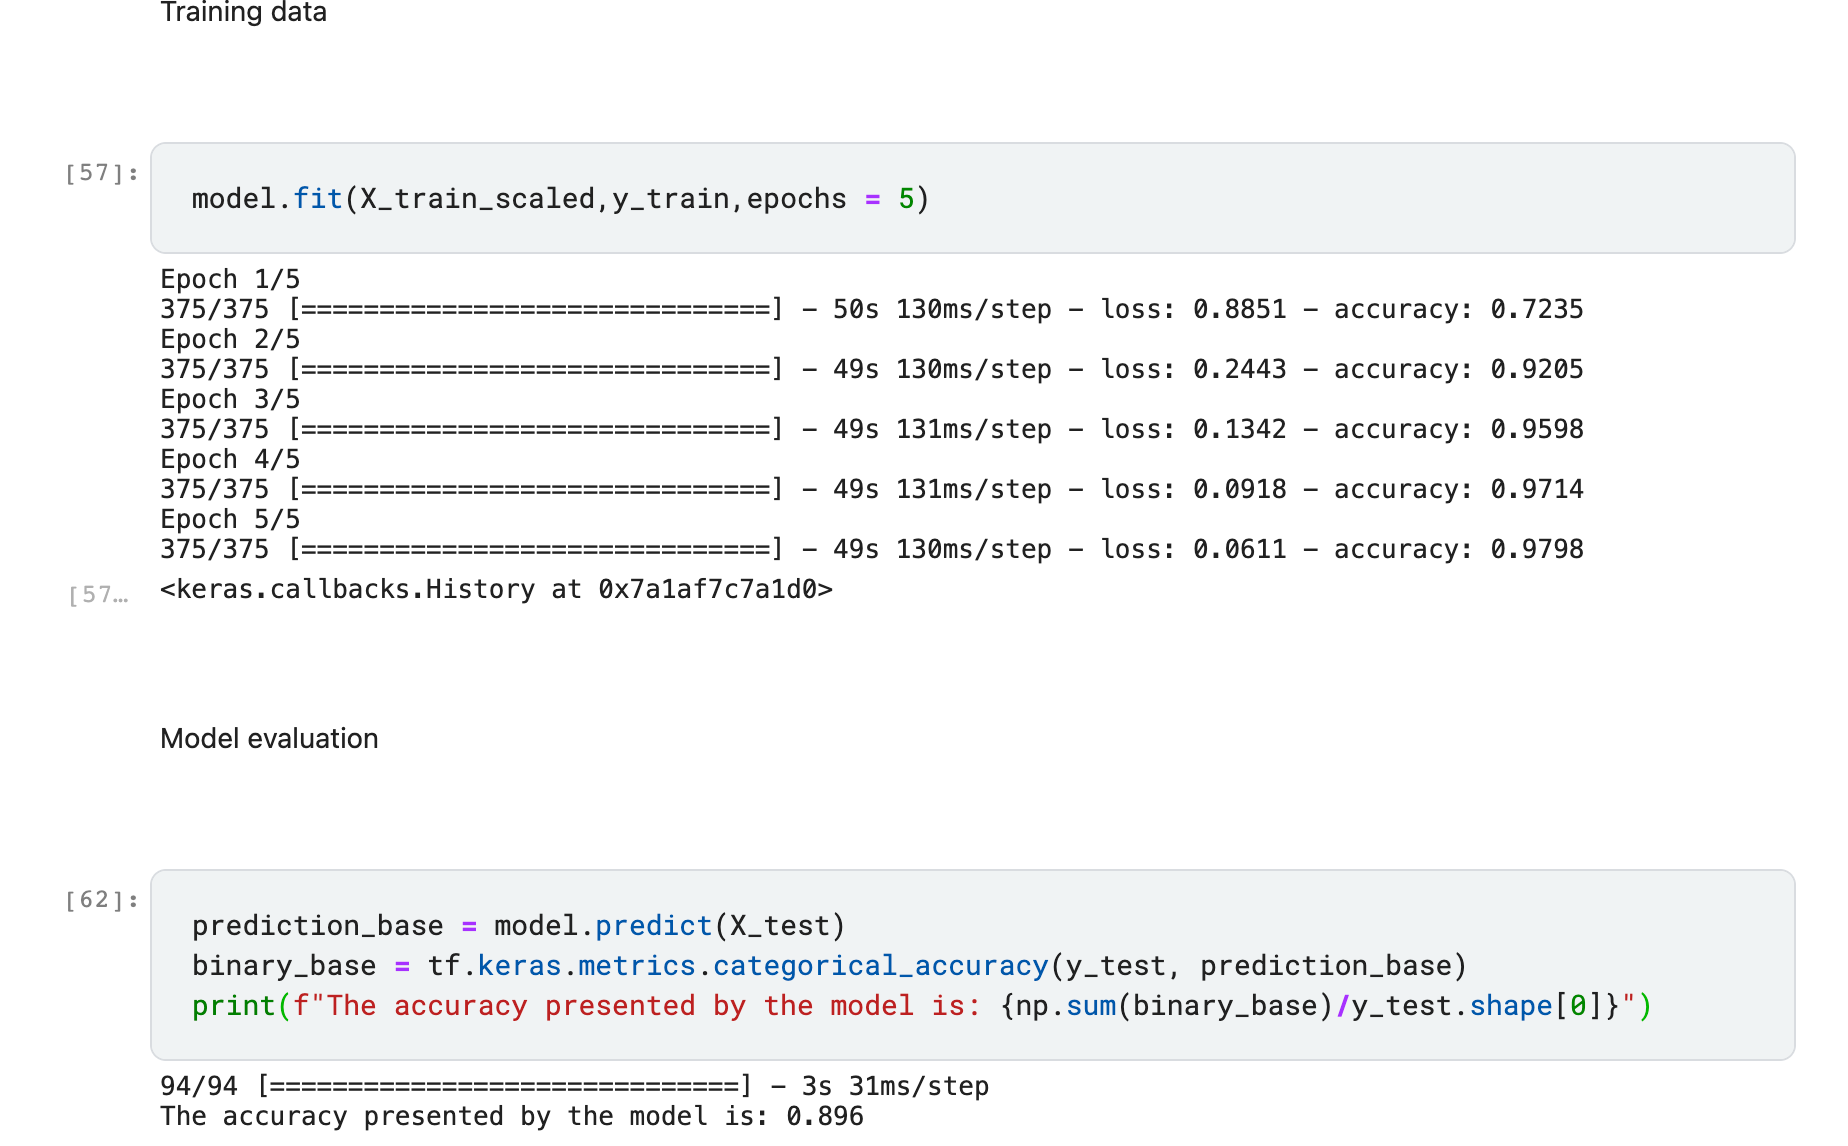 Training data
[57]:
model.fit(X_train_scaled,y_train,epochs = 5)
Epoch 1/5
375/375 [==============================] - 50s 130ms/step - loss: 0.8851 - accuracy: 0.7235
Epoch 2/5
375/375 [==============================] - 49s 130ms/step - loss: 0.2443 - accuracy: 0.9205
Epoch 3/5
375/375 [==============================] - 49s 131ms/step - loss: 0.1342 - accuracy: 0.9598
Epoch 4/5
375/375 [==============================] - 49s 131ms/step - loss: 0.0918 - accuracy: 0.9714
Epoch 5/5
375/375 [==============================] - 49s 130ms/step - loss: 0.0611 - accuracy: 0.9798
[57… <keras.callbacks.History at 0x7a1af7c7a1d0>
Model evaluation
[62]:
prediction_base = model.predict(X_test)
binary_base = tf.keras.metrics.categorical_accuracy(y_test, prediction_base)
print(f"The accuracy presented by the model is: {np.sum(binary_base)/y_test.shape[0]}")
94/94 [==============================] - 3s 31ms/step
The accuracy presented by the model is: 0.896